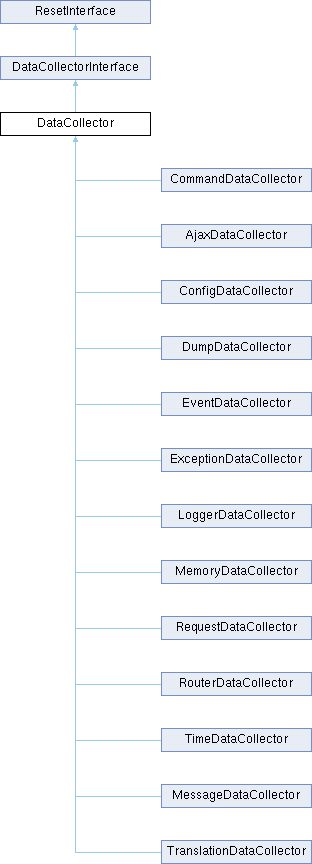 ResetInterface
DataCollectorInterface
DataCollector
CommandDataCollector
AjaxDataCollector
ConfigDataCollector
DumpDataCollector
EventDataCollector
ExceptionDataCollector
LoggerDataCollector
MemoryDataCollector
RequestDataCollector
RouterDataCollector
TimeDataCollector
MessageDataCollector
TranslationDataCollector